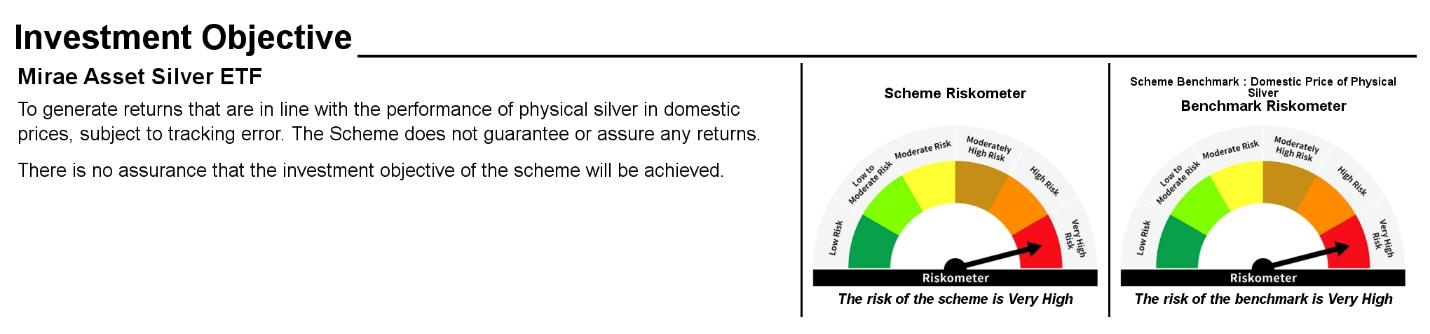 Investment Objective
Mirae Asset Silver ETF
To generate returns that are in line with the performance of physical silver in domestic
prices, subject to tracking error. The Scheme does not guarantee or assure any returns.
There is no assurance that the investment objective of the scheme will be achieved.
Scheme Riskometer
Low Risk
Low to
Moderate Risk
Moderate Risk
Moderately
High Risk
High Risk
Very High
Risk
Riskometer
The risk of the scheme is Very High
Scheme Benchmark : Domestic Price of Physical
Silver
Benchmark Riskometer
Low Risk
Low to
Moderate Risk
Moderate Risk
Moderately
High Risk
High Risk
Very High
Risk
Riskometer
The risk of the benchmark is Very High